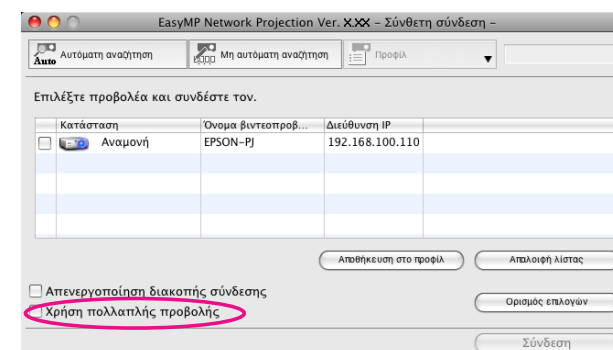 EasyMP Network Projection Ver. X.XX – Σύνθετη σύνδεση –
Auto Αυτόματη αναζήτηση Μη αυτόματη αναζήτηση Προφίλ
Επιλέξτε προβολέα και συνδέστε τον.
Κατάσταση Όνομα βιντεοπροβ... Διεύθυνση IP
Αναμονή EPSON-PJ 192.168.100.110
Αποθήκευση στο προφίλ Απαλοιφή λίστας
Απενεργοποίηση διακοπής σύνδεσης
Χρήση πολλαπλής προβολής Ορισμός επιλογών
Σύνδεση